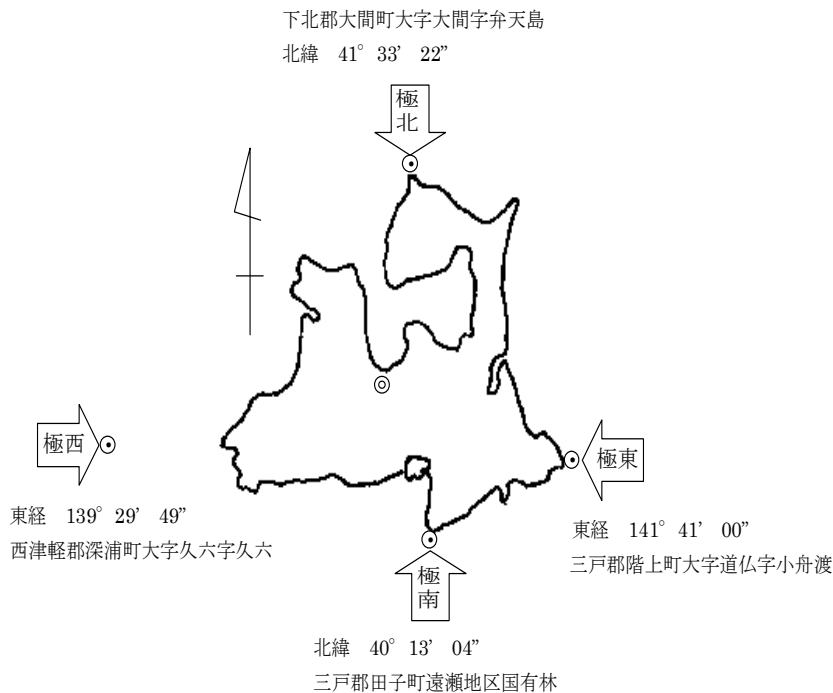 下北郡大間町大字大間字弁天島
北緯 41° 33’ 22”
極北
極西
東経 139° 29’ 49”
西津軽郡深浦町大字久六字久六
極東
東経 141° 41’ 00”
三戸郡階上町大字道仏字小舟渡
極南
北緯 40° 13’ 04”
三戸郡田子町遠瀬地区国有林